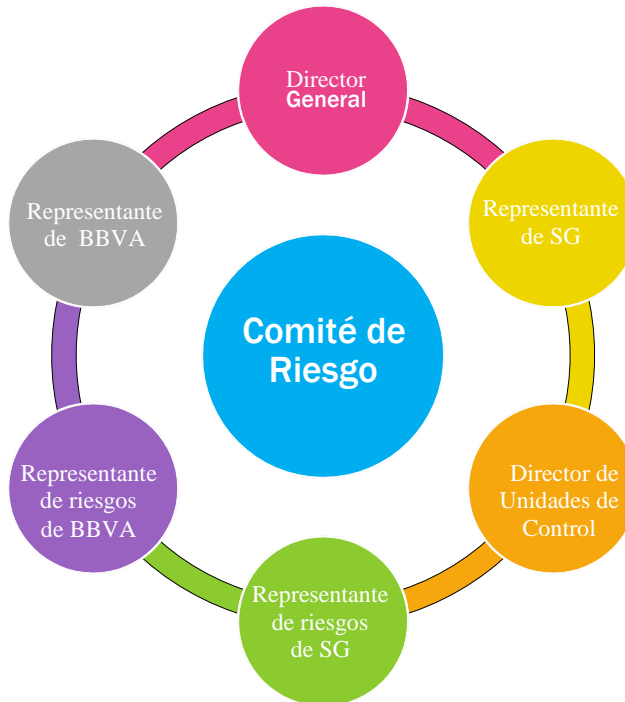 Director
General
Representante
de BBVA
Representante
de SG
Comité de
Riesgo
Representante
de riesgos
de BBVA
Director de
Unidades de
Control
Representante
de riesgos
de SG